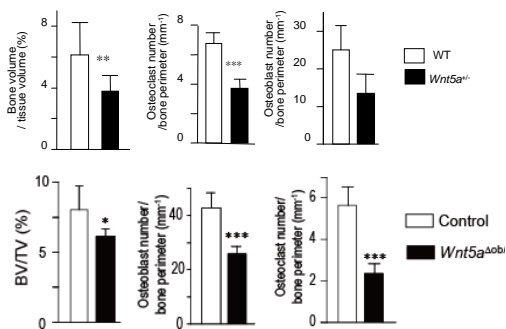 Bone volume
/ tissue volume (%)
8
4
0
**
Osteoclast number
/bone perimeter (mm⁻¹)
8
4
0
***
Osteoblast number
/bone perimeter (mm⁻¹)
30
20
10
0
WT
Wnt5a+/-
BV/TV (%)
10
5
0
*
Osteoblast number/
bone perimeter (mm⁻¹)
40
20
0
***
Osteoclast number/
bone perimeter (mm⁻¹)
6
4
2
0
***
Control
Wnt5aΔob/